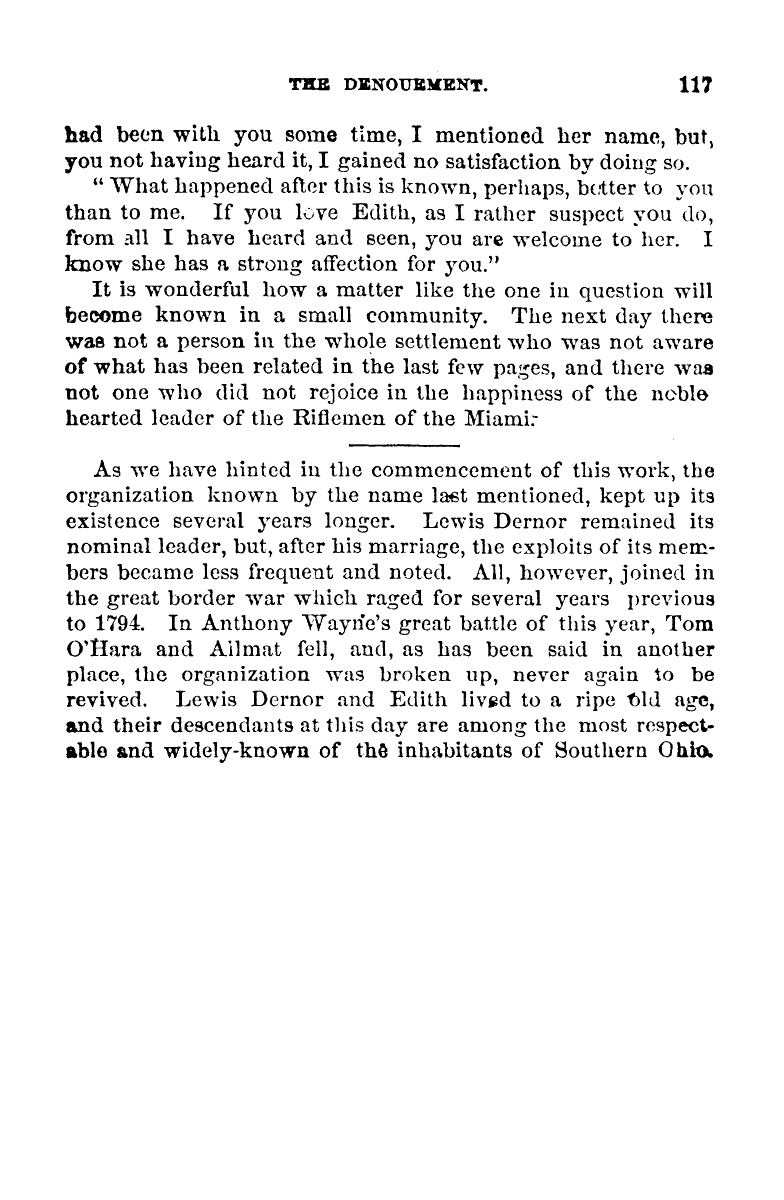 THE DENOUEMENT. 117
had been with you some time, I mentioned her name, but,
you not having heard it, I gained no satisfaction by doing so.
“ What happened after this is known, perhaps, better to you
than to me. If you love Edith, as I rather suspect you do,
from all I have heard and seen, you are welcome to her. I
know she has a strong affection for you.”
It is wonderful how a matter like the one in question will
become known in a small community. The next day there
was not a person in the whole settlement who was not aware
of what has been related in the last few pages, and there was
not one who did not rejoice in the happiness of the noble
hearted leader of the Riflemen of the Miami.
As we have hinted in the commencement of this work, the
organization known by the name last mentioned, kept up its
existence several years longer. Lewis Dernor remained its
nominal leader, but, after his marriage, the exploits of its mem-
bers became less frequent and noted. All, however, joined in
the great border war which raged for several years previous
to 1794. In Anthony Wayne’s great battle of this year, Tom
O’Hara and Ailmat fell, and, as has been said in another
place, the organization was broken up, never again to be
revived. Lewis Dernor and Edith lived to a ripe old age,
and their descendants at this day are among the most respect-
able and widely-known of the inhabitants of Southern Ohio.